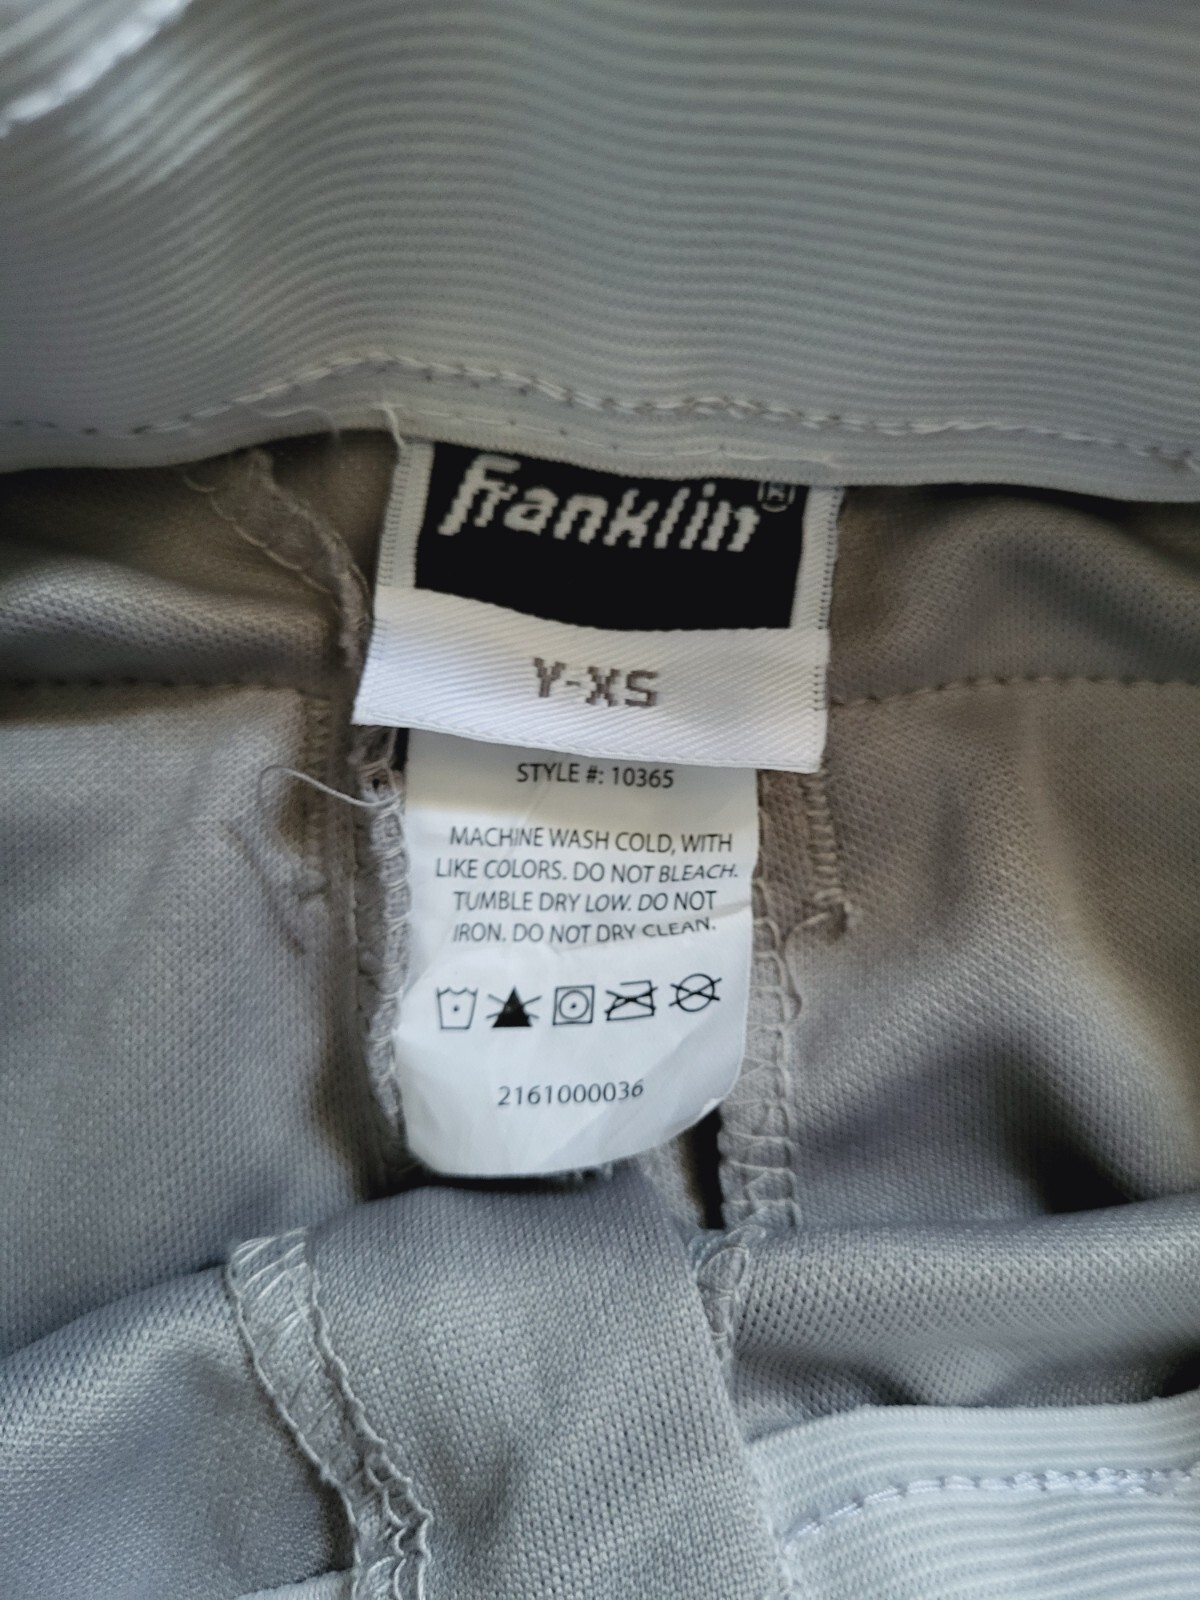 Franklin®
Y-XS
STYLE #: 10365
MACHINE WASH COLD, WITH
LIKE COLORS. DO NOT BLEACH.
TUMBLE DRY LOW. DO NOT
IRON. DO NOT DRY CLEAN.
2161000036